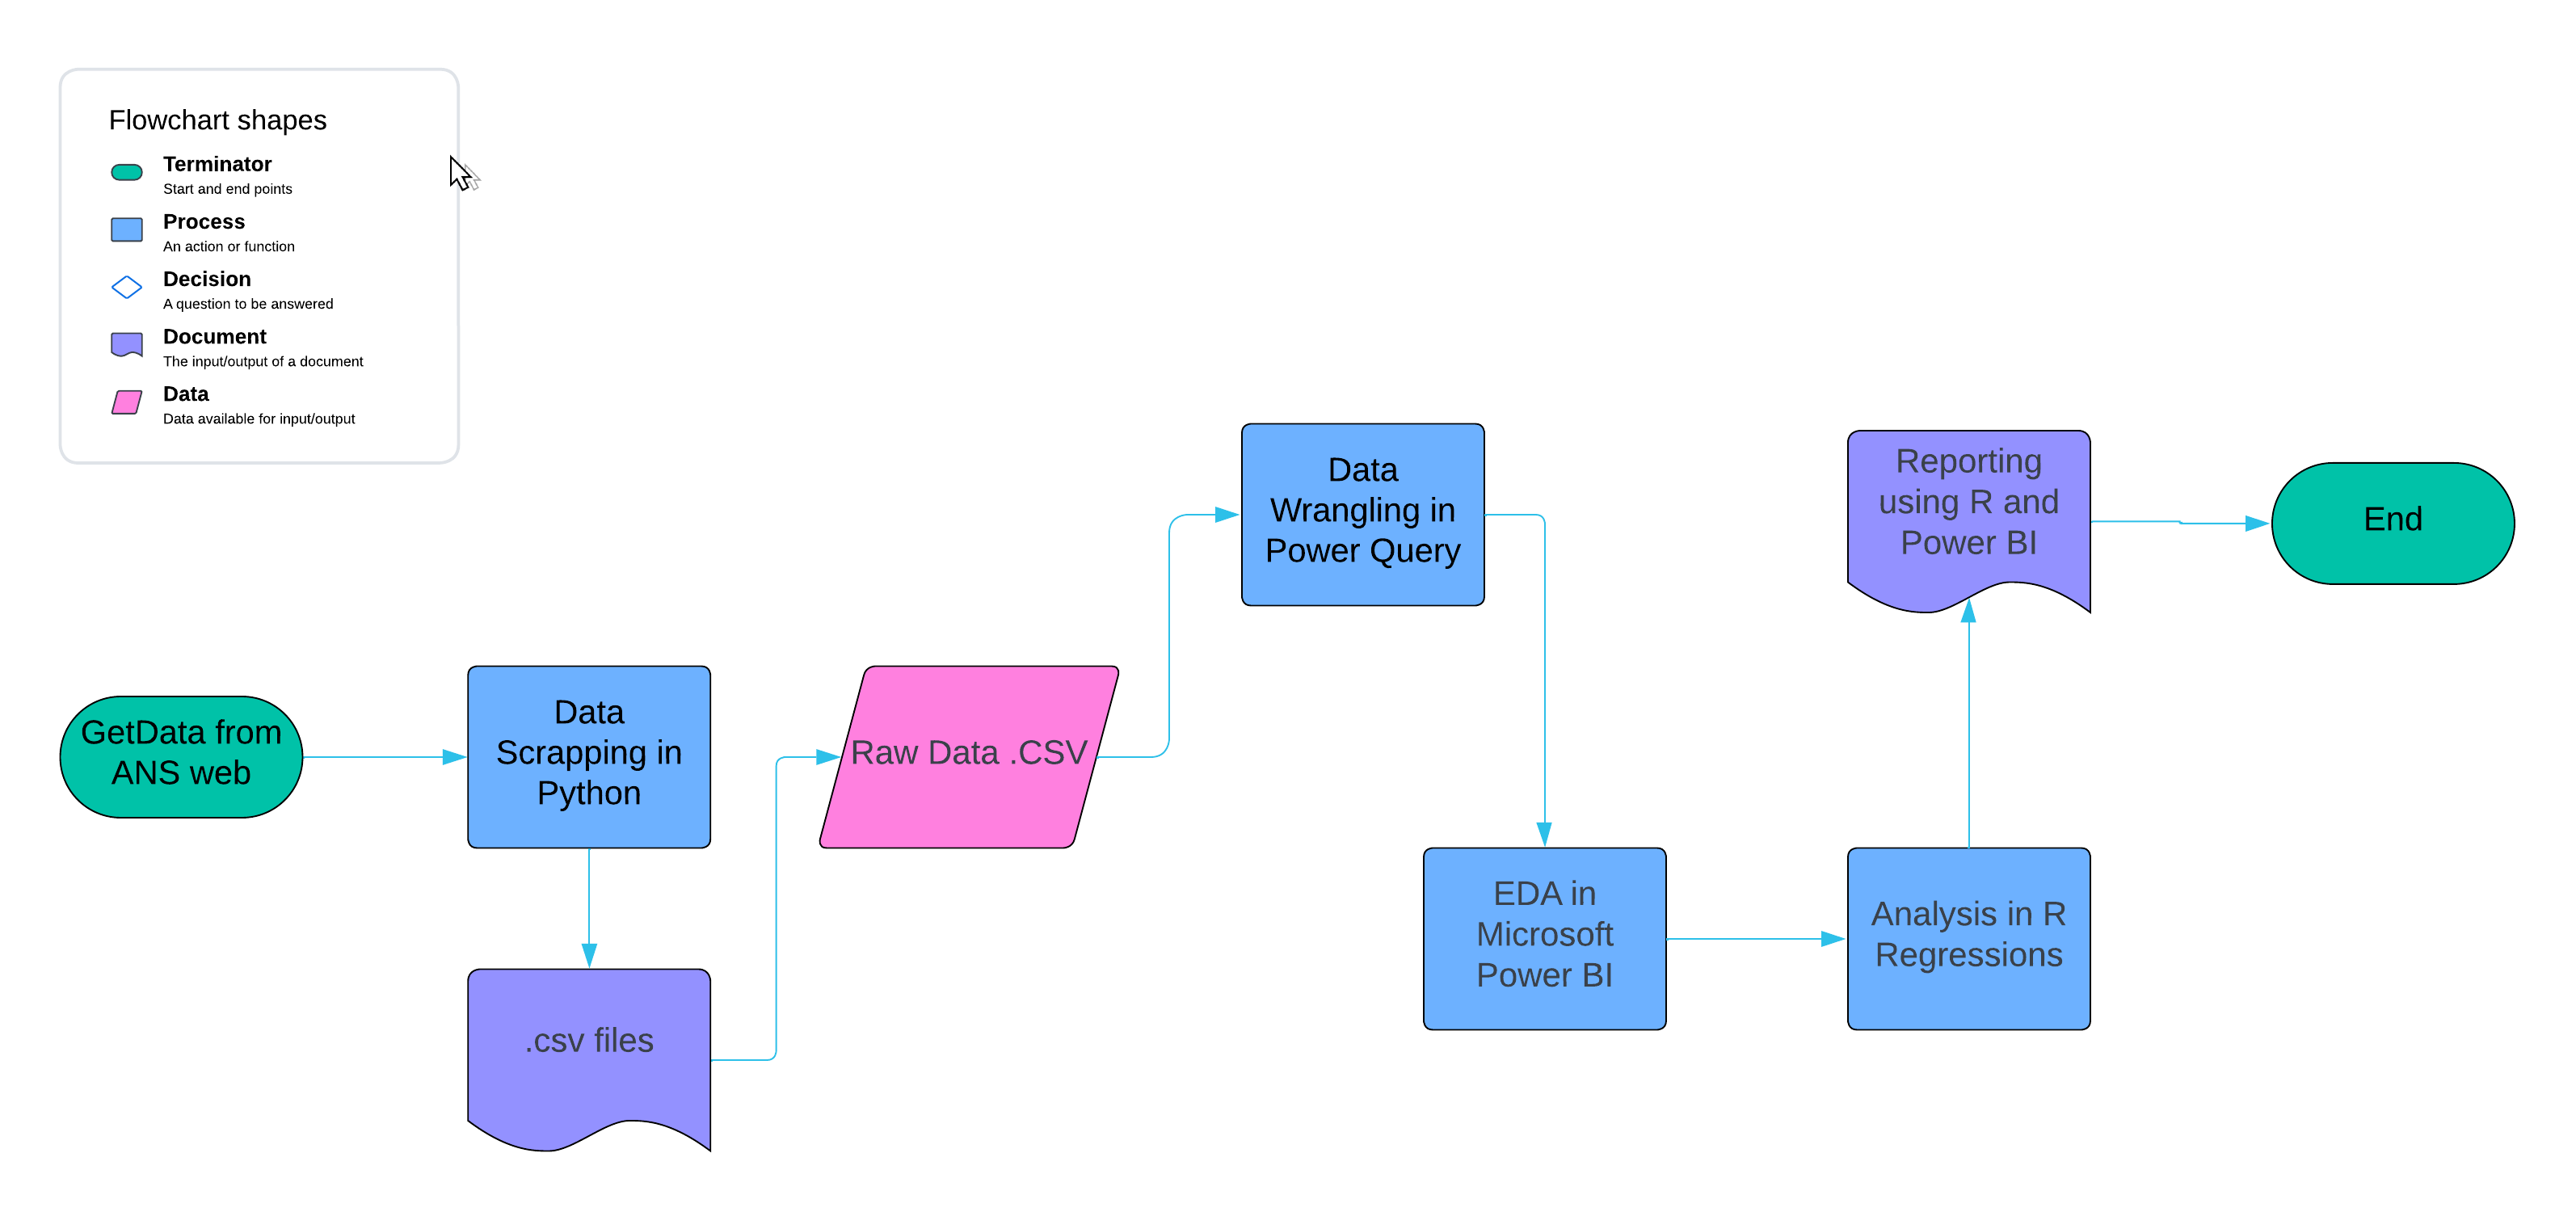 Flowchart shapes
Terminator
Start and end points
Process
An action or function
Decision
A question to be answered
Document
The input/output of a document
Data
Data available for input/output
GetData from
ANS web
Data
Scrapping in
Python
.csv files
Raw Data .CSV
Data
Wrangling in
Power Query
EDA in
Microsoft
Power BI
Analysis in R
Regressions
Reporting
using R and
Power BI
End